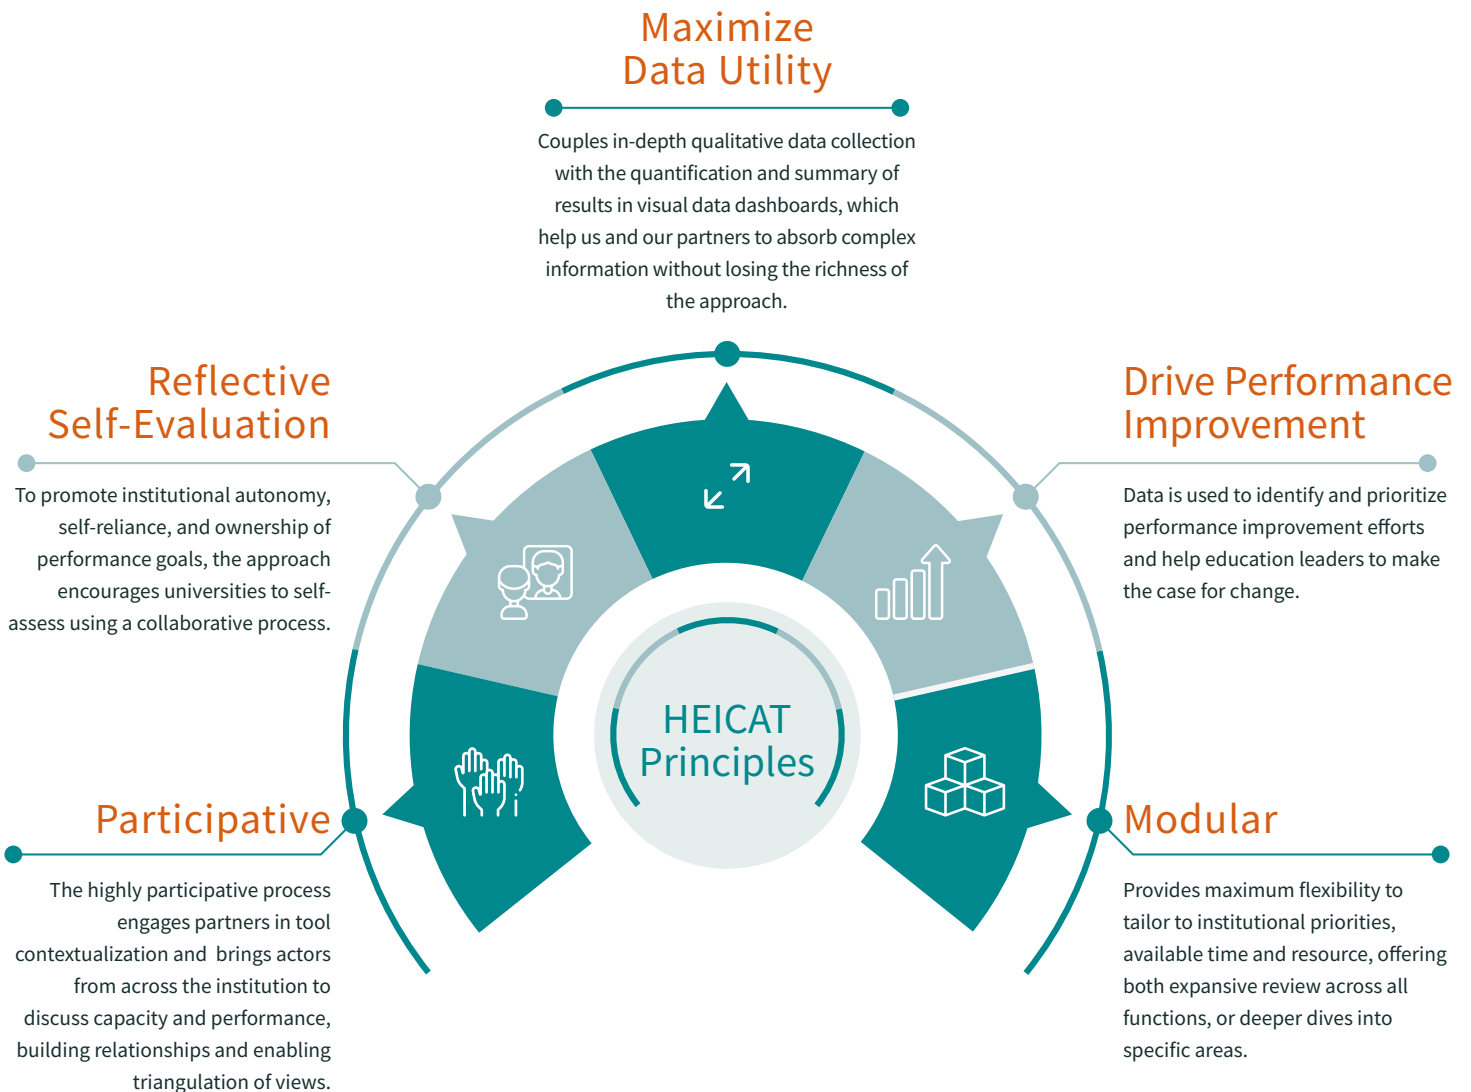 Maximize
Data Utility
Couples in-depth qualitative data collection
with the quantification and summary of
results in visual data dashboards, which
help us and our partners to absorb complex
information without losing the richness of
the approach.
Reflective
Self-Evaluation
To promote institutional autonomy,
self-reliance, and ownership of
performance goals, the approach
encourages universities to self-
assess using a collaborative process.
Drive Performance
Improvement
Data is used to identify and prioritize
performance improvement efforts
and help education leaders to make
the case for change.
HEICAT
Principles
Participative
The highly participative process
engages partners in tool
contextualization and  brings actors
from across the institution to
discuss capacity and performance,
building relationships and enabling
triangulation of views.
Modular
Provides maximum flexibility to
tailor to institutional priorities,
available time and resource, offering
both expansive review across all
functions, or deeper dives into
specific areas.